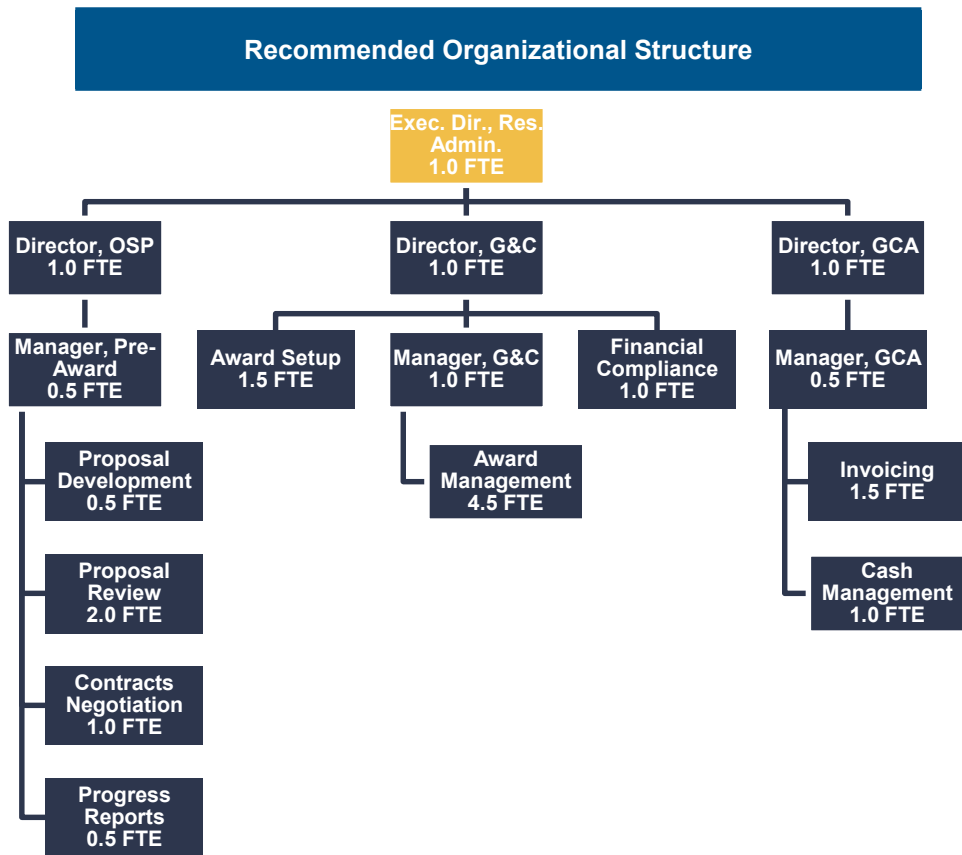 Recommended Organizational Structure
Exec. Dir., Res.
Admin.
1.0 FTE
Director, OSP
1.0 FTE
Director, G&C
1.0 FTE
Director, GCA
1.0 FTE
Manager, Pre-
Award
0.5 FTE
Award Setup
1.5 FTE
Manager, G&C
1.0 FTE
Financial
Compliance
1.0 FTE
Manager, GCA
0.5 FTE
Proposal
Development
0.5 FTE
Award
Management
4.5 FTE
Invoicing
1.5 FTE
Proposal
Review
2.0 FTE
Cash
Management
1.0 FTE
Contracts
Negotiation
1.0 FTE
Progress
Reports
0.5 FTE